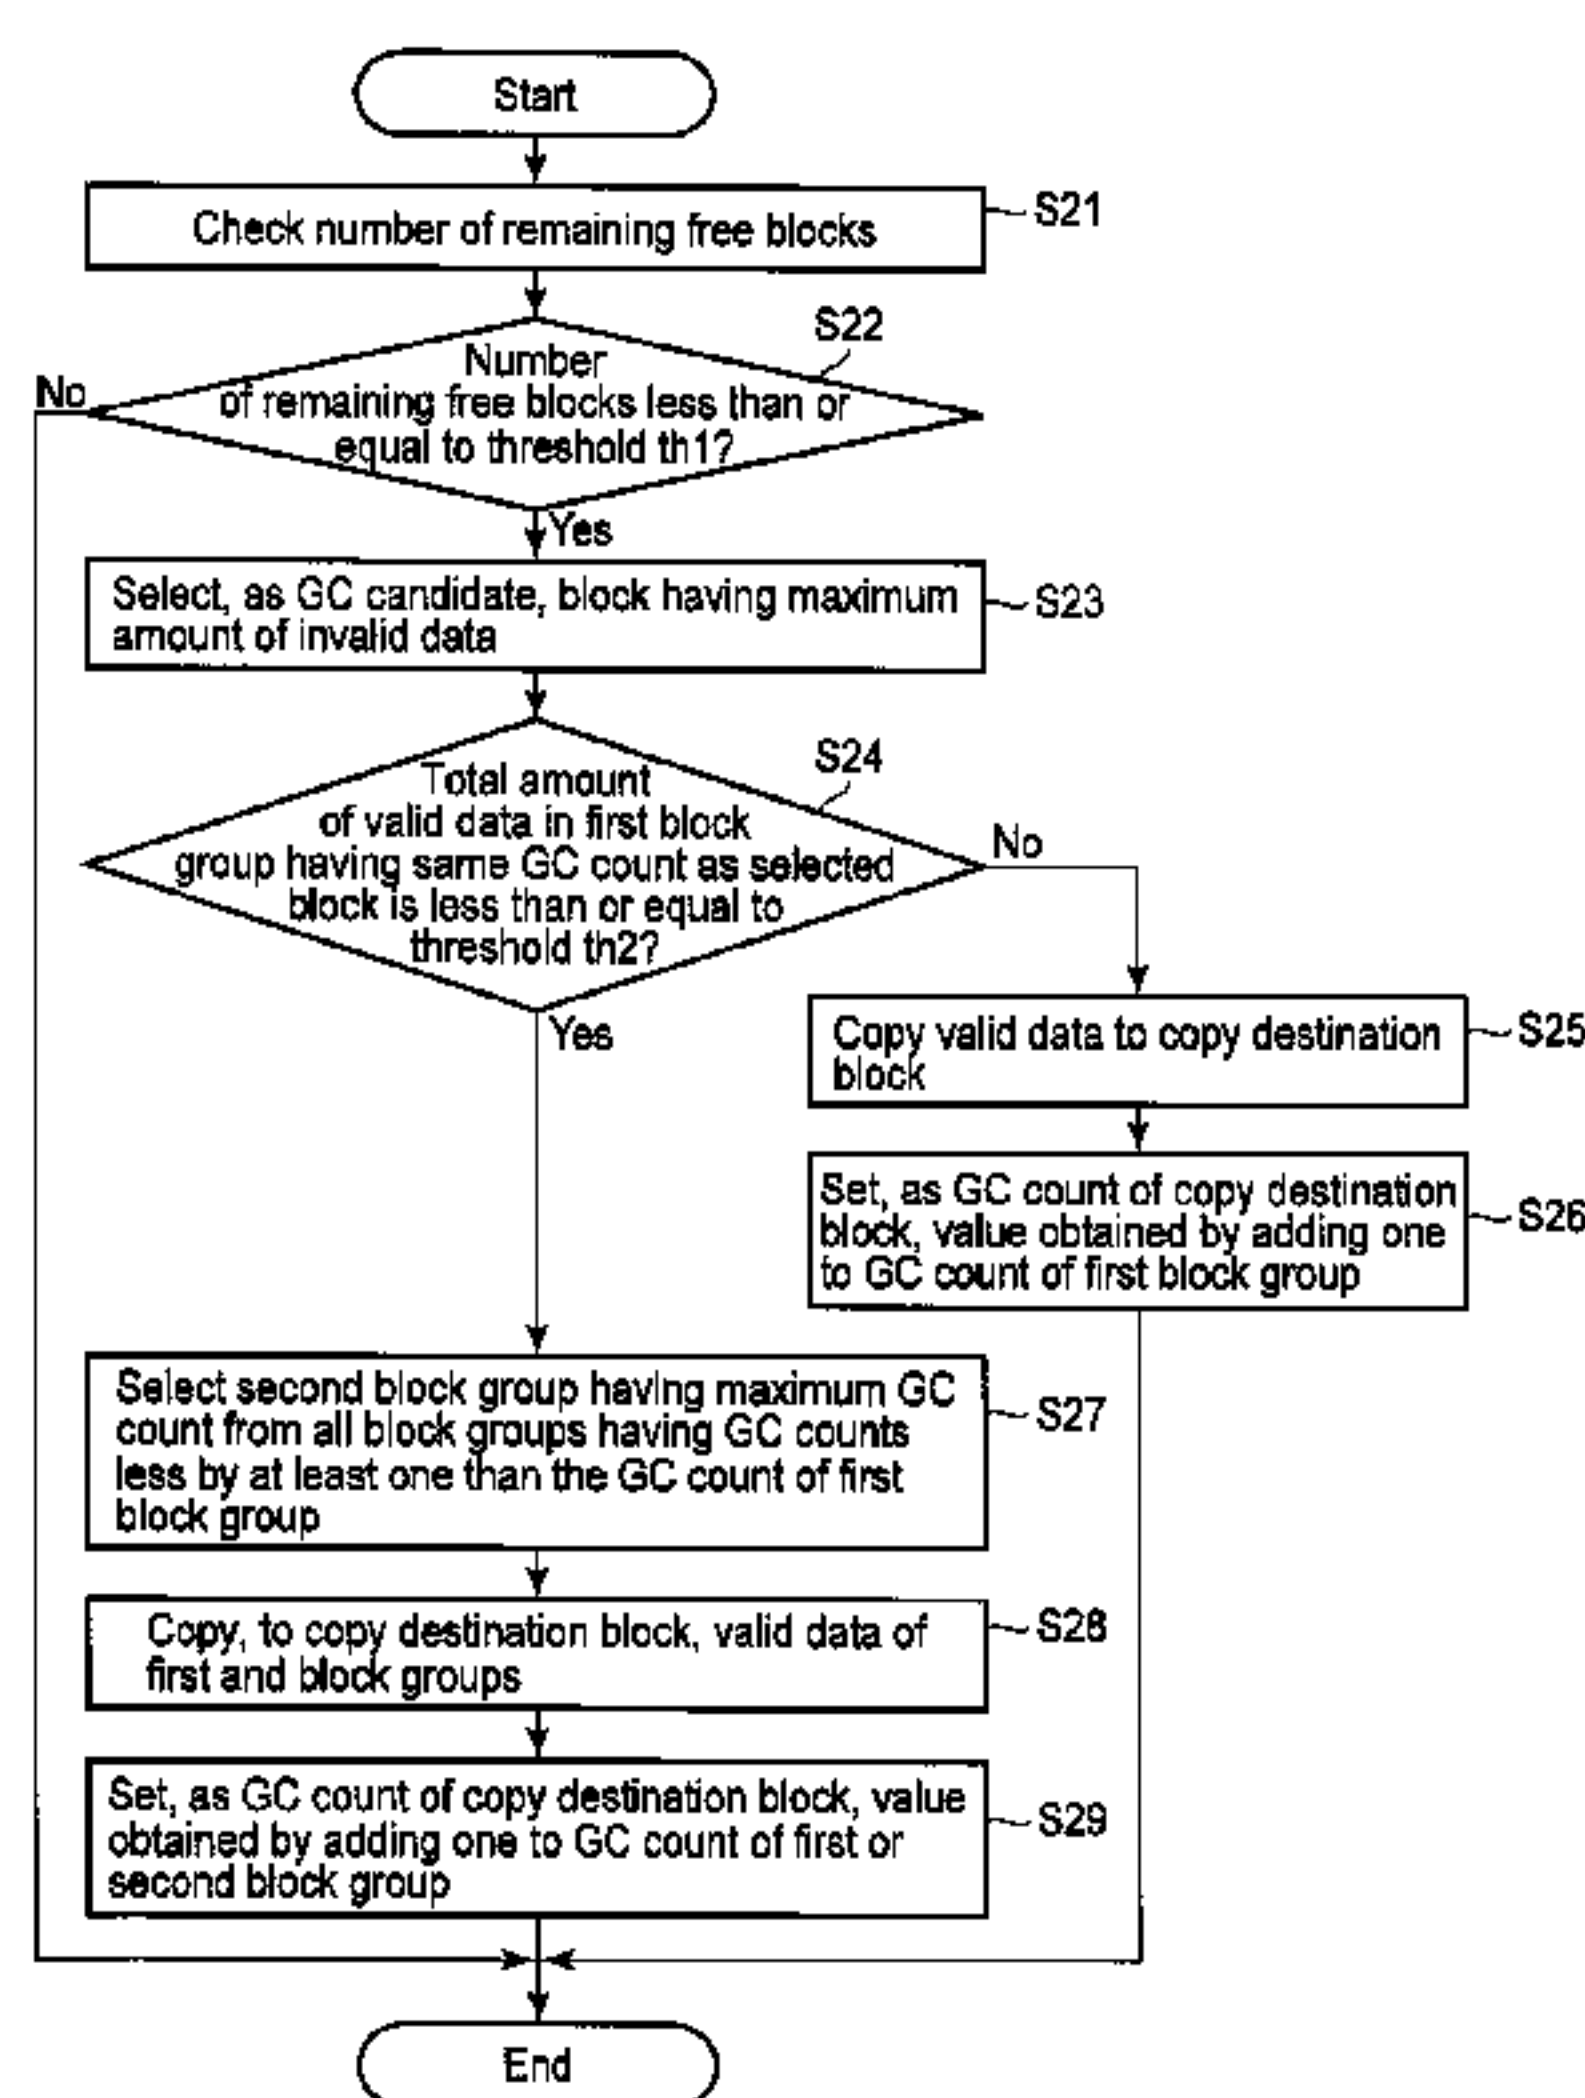 Start
Check number of remaining free blocks
S21
S22
Number
of remaining free blocks less than or
equal to threshold th1?
No
Yes
Select, as GC candidate, block having maximum
amount of invalid data
S23
S24
Total amount
of valid data in first block
group having same GC count as selected
block is less than or equal to
threshold th2?
No
Yes
Copy valid data to copy destination
block
S25
Set, as GC count of copy destination
block, value obtained by adding one
to GC count of first block group
S26
Select second block group having maximum GC
count from all block groups having GC counts
less by at least one than the GC count of first
block group
S27
Copy, to copy destination block, valid data of
first and block groups
S28
Set, as GC count of copy destination block, value
obtained by adding one to GC count of first or
second block group
S29
End